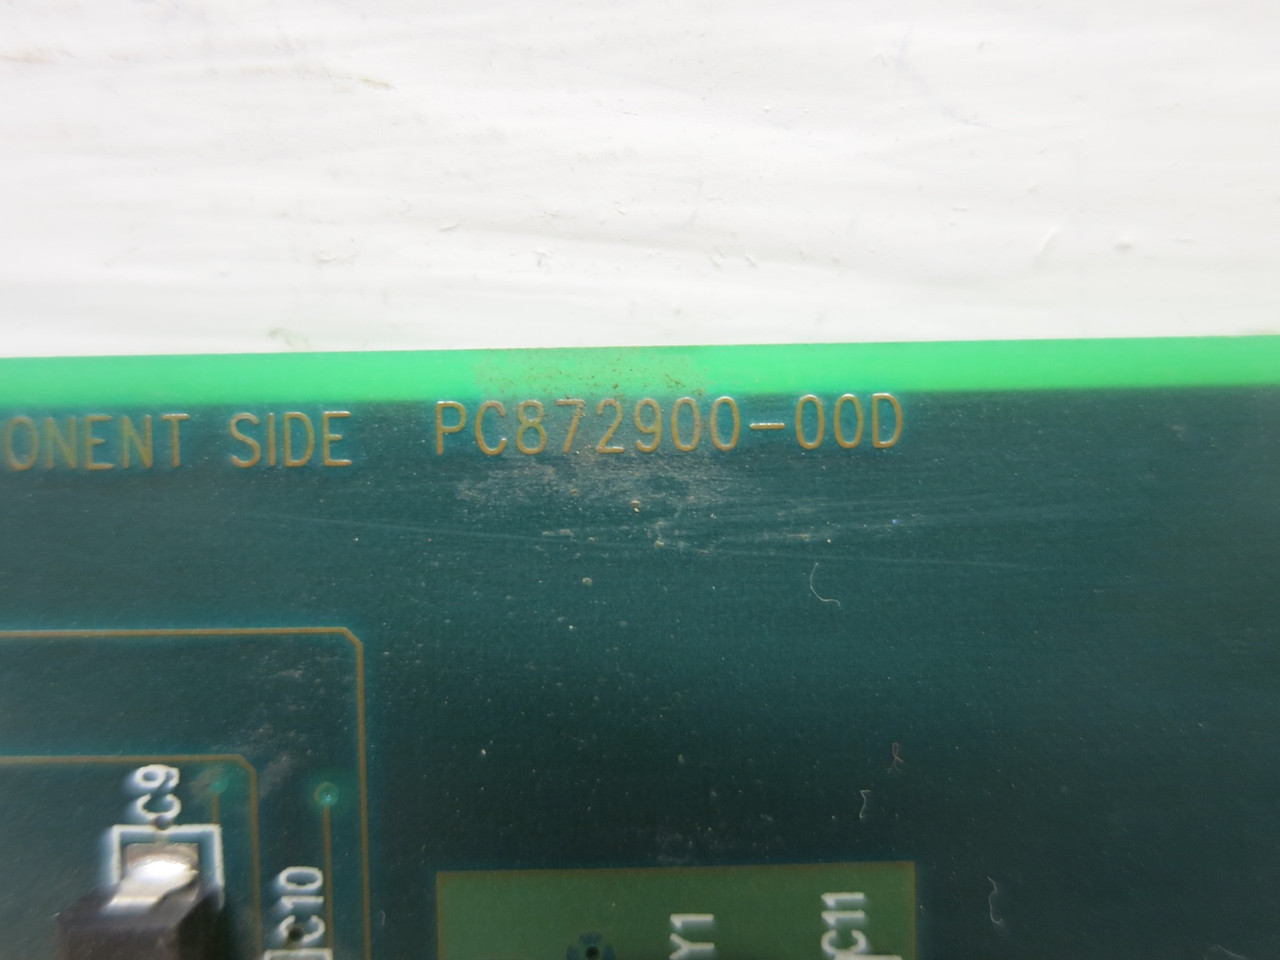 ONENT SIDE PC872900-00D
C9
C10
Y1
C11